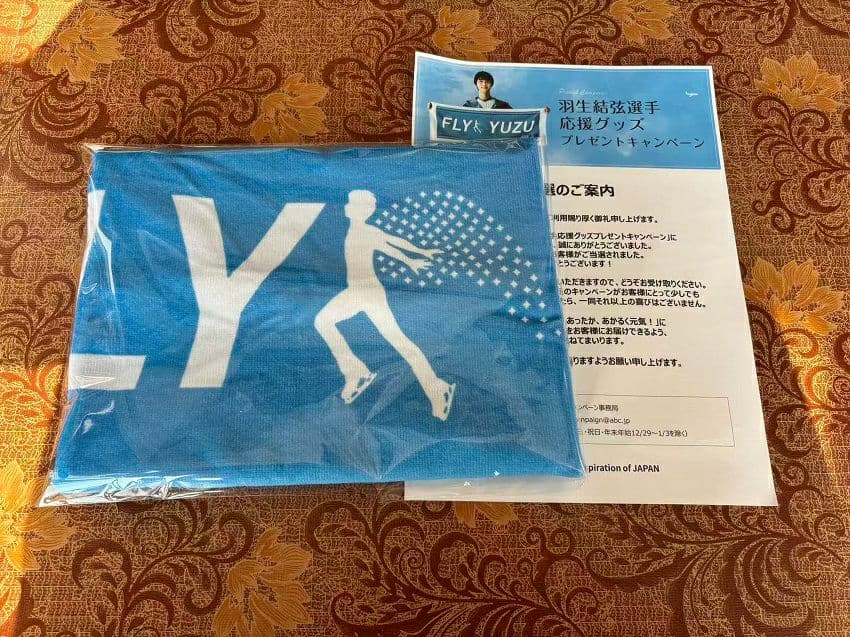 LY
FLY YUZU
羽生結弦選手
応援グッズ
プレゼントキャンペーン
選のご案内
利用賜り厚く御礼申し上げます。
応援グッズプレゼントキャンペーン」に
誠にありがとうございました。
客様がご当選されました。
とうございます！
いただきますので、どうぞお受け取りください。
のキャンペーンがお客様にとって少しでも
たら、一同それ以上の喜びはございません。
あったか、あかるく元気！」に
をお客様にお届けできるよう、
ねてまいります。
りますようお願い申し上げます。
ンペーン事務局
npaign@abc.jp
・祝日・年末年始12/29～1/3を除く）
piration of JAPAN